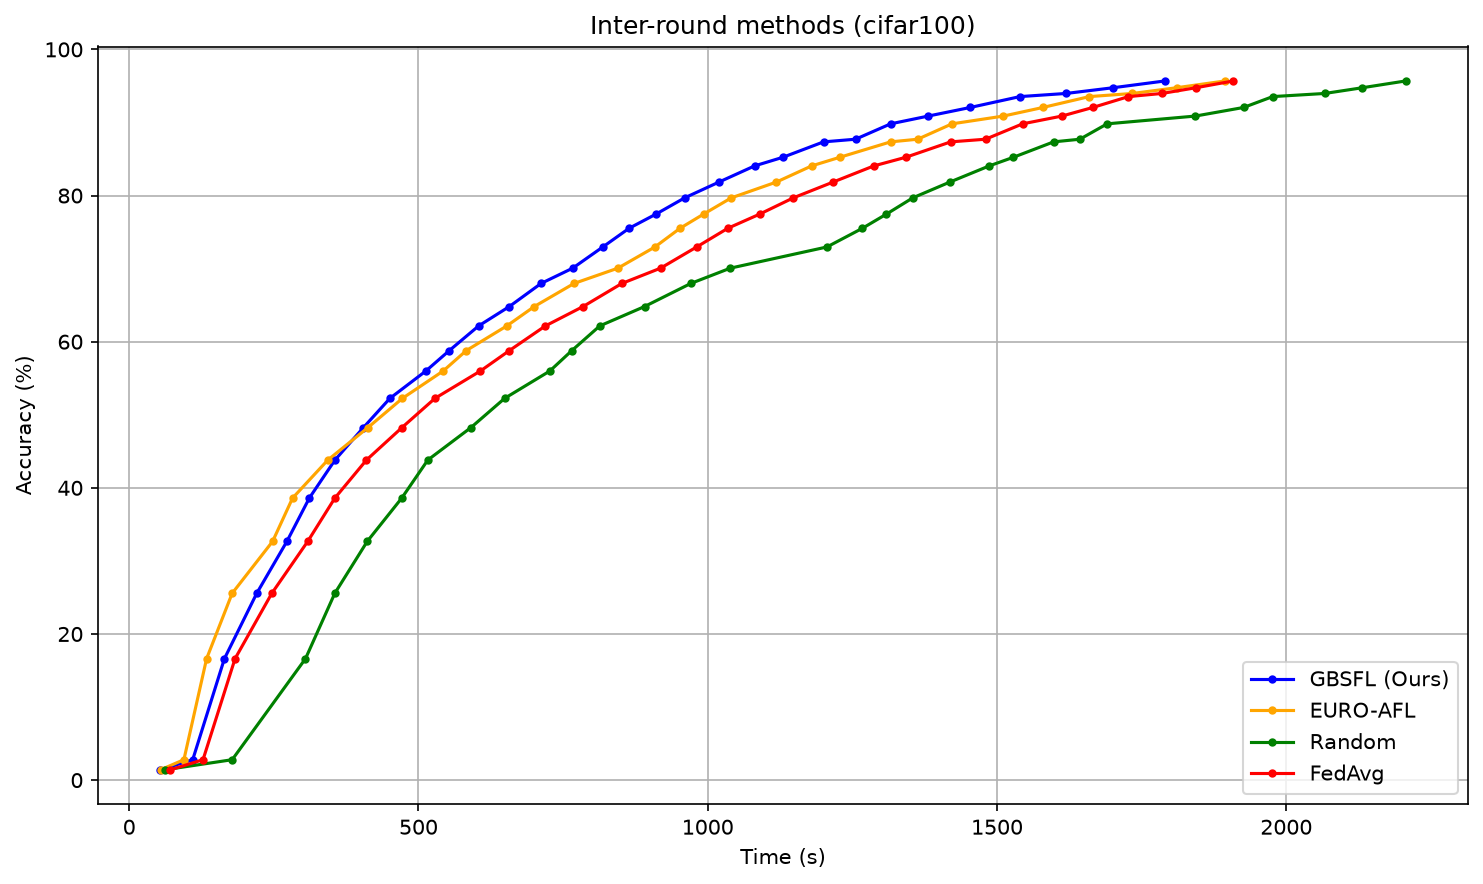 Inter-round methods (cifar100)
Accuracy (%)
100
80
60
40
20
0
0 500 1000 1500 2000
Time (s)
GBSFL (Ours)
EURO-AFL
Random
FedAvg